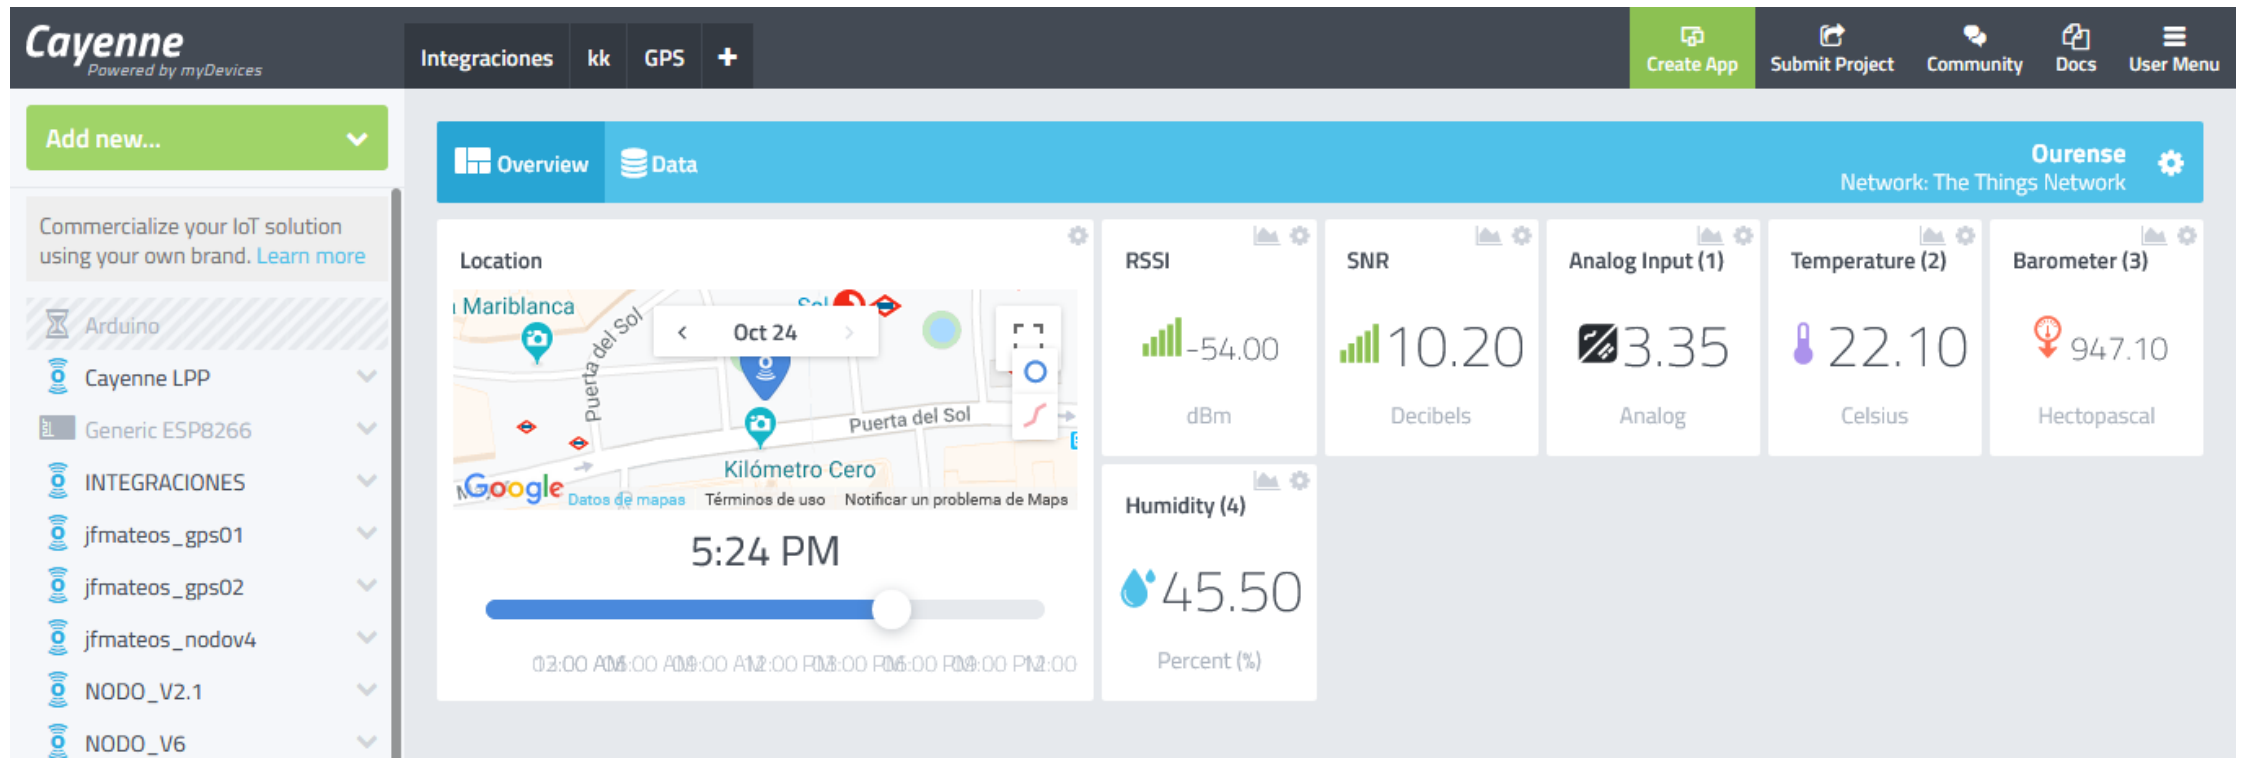 Cayenne
Powered by myDevices
Integraciones kk GPS +
Create App
Submit Project
Community
Docs
User Menu
Add new...
Commercialize your IoT solution
using your own brand. Learn more
Arduino
Cayenne LPP
Generic ESP8266
INTEGRACIONES
jfmateos_gps01
jfmateos_gps02
jfmateos_nodov4
NODO_V2.1
NODO_V6
Overview
Data
Ourense
Network: The Things Network
Location
Mariblanca
Sol
Oct 24
Puerta del Sol
Puerta del Sol
Kilómetro Cero
Google
Datos de mapas Términos de uso Notificar un problema de Maps
5:24 PM
RSSI
-54.00
dBm
SNR
10.20
Decibels
Analog Input (1)
3.35
Analog
Temperature (2)
22.10
Celsius
Barometer (3)
947.10
Hectopascal
Humidity (4)
45.50
Percent (%)